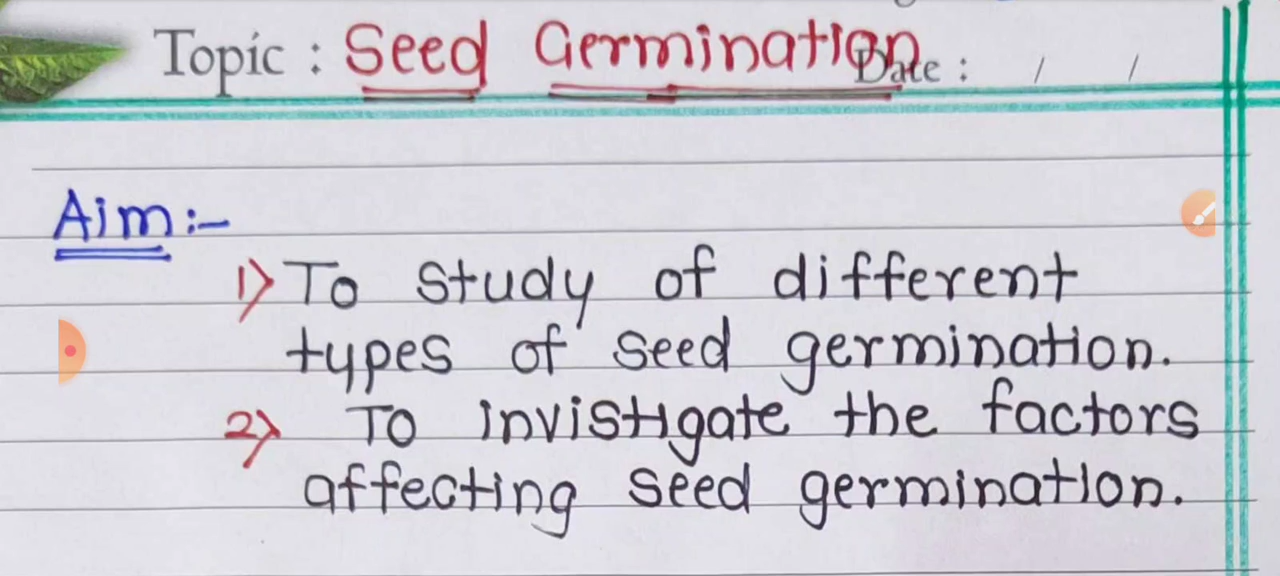 Topic : Seed Germination Date : / /
Aim:-
1) To study of different
types of seed germination.
2) To invistigate the factors
affecting seed germination.